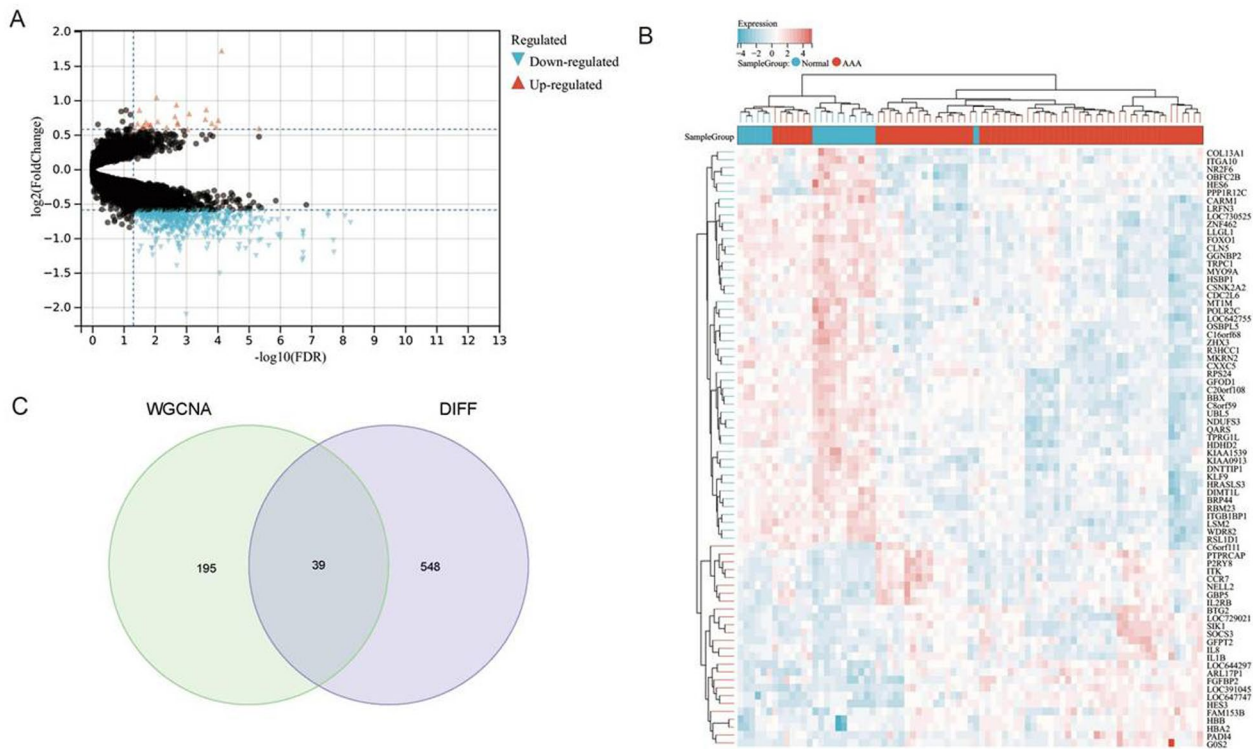 A
2.0
1.5
1.0
0.5
0.0
−0.5
−1.0
−1.5
−2.0
log2(FoldChange)
0 1 2 3 4 5 6 7 8 9 10 11 12 13
-log10(FDR)
Regulated
Down-regulated
Up-regulated
B
Expression
−4 −2 0 2 4
SampleGroup: Normal AAA
SampleGroup
COL13A1
ITGA10
NR2F6
OBFC2B
HES6
PPP1R12C
CARM1
LRFN3
LOC730525
ZNF462
LLGL1
FOXO1
CLN5
GGNBP2
TRPC1
MYO9A
HSBP1
CSNK2A2
CDC2L6
MT1M
POLR2C
LOC642755
OSBPL5
C16orf68
ZHX3
R3HCC1
MKRN2
CXXC5
RPS24
GFOD1
C20orf108
BBX
C8orf59
UBL5
NDUFS3
QARS
TPRG1L
HDHD2
KIAA1539
KIAA0913
DNTTIP1
KLF9
HRASLS3
DIMT1L
BRP44
RBM23
ITGB1BP1
LSM2
WDR82
RSL1D1
C6orf111
PTPRCAP
P2RY8
ITK
CCR7
NELL2
GBP5
IL2RB
BTG2
LOC729021
SIK1
SOCS3
GFPT2
IL8
IL1B
LOC644297
ARL17P1
FGFBP2
LOC391045
LOC647747
HES3
FAM153B
HBB
HBA2
PADI4
G0S2
C
WGCNA DIFF
195 39 548